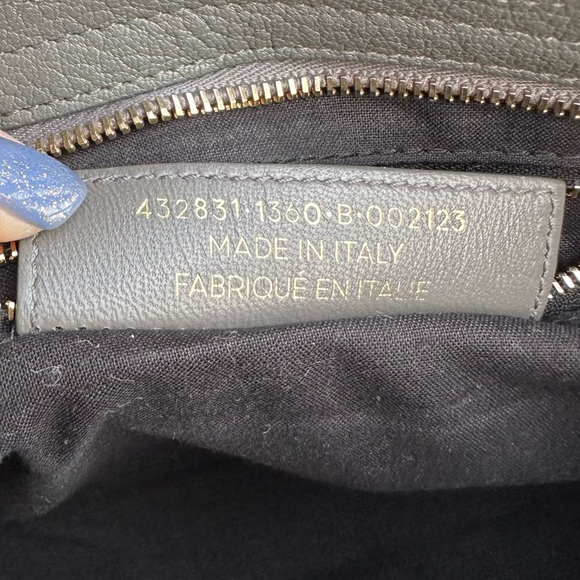 432831·1360·B·002123
MADE IN ITALY
FABRIQUÉ EN ITALIE